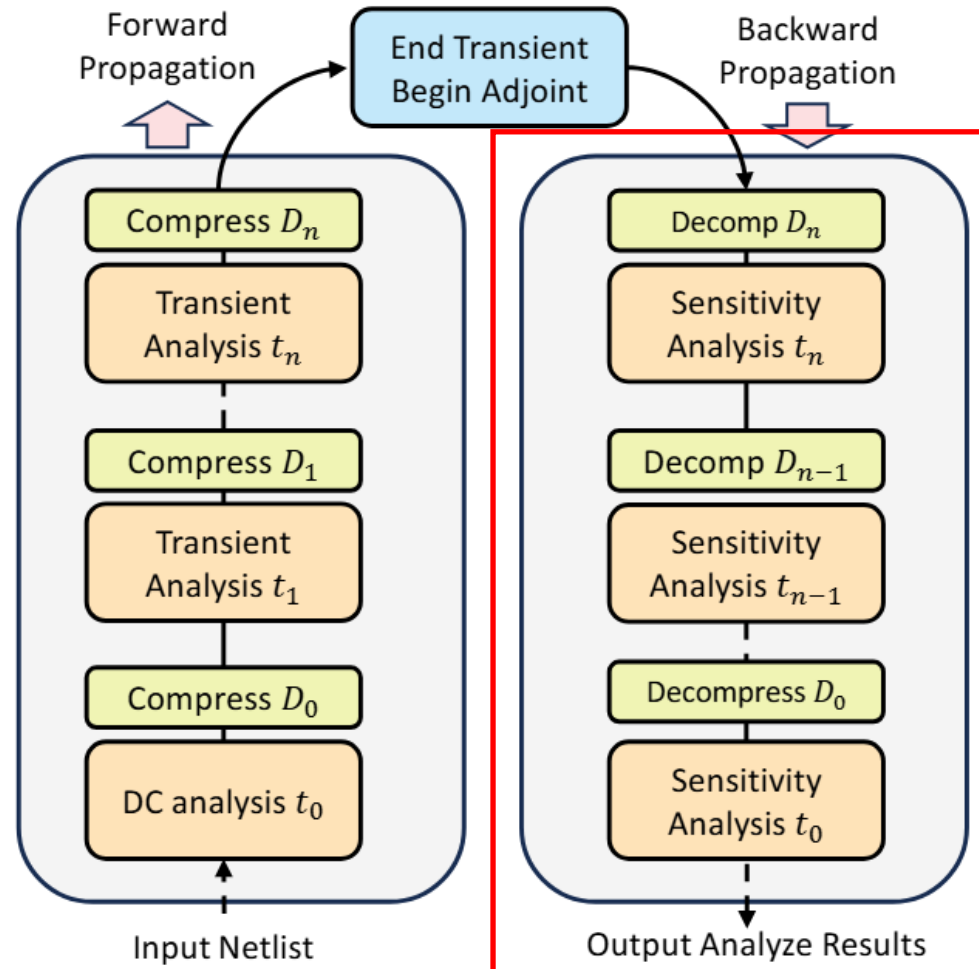 Forward
Propagation
End Transient
Begin Adjoint
Backward
Propagation
Compress Dₙ
Transient
Analysis tₙ
Compress D₁
Transient
Analysis t₁
Compress D₀
DC analysis t₀
Input Netlist
Decomp Dₙ
Sensitivity
Analysis tₙ
Decomp Dₙ₋₁
Sensitivity
Analysis tₙ₋₁
Decompress D₀
Sensitivity
Analysis t₀
Output Analyze Results